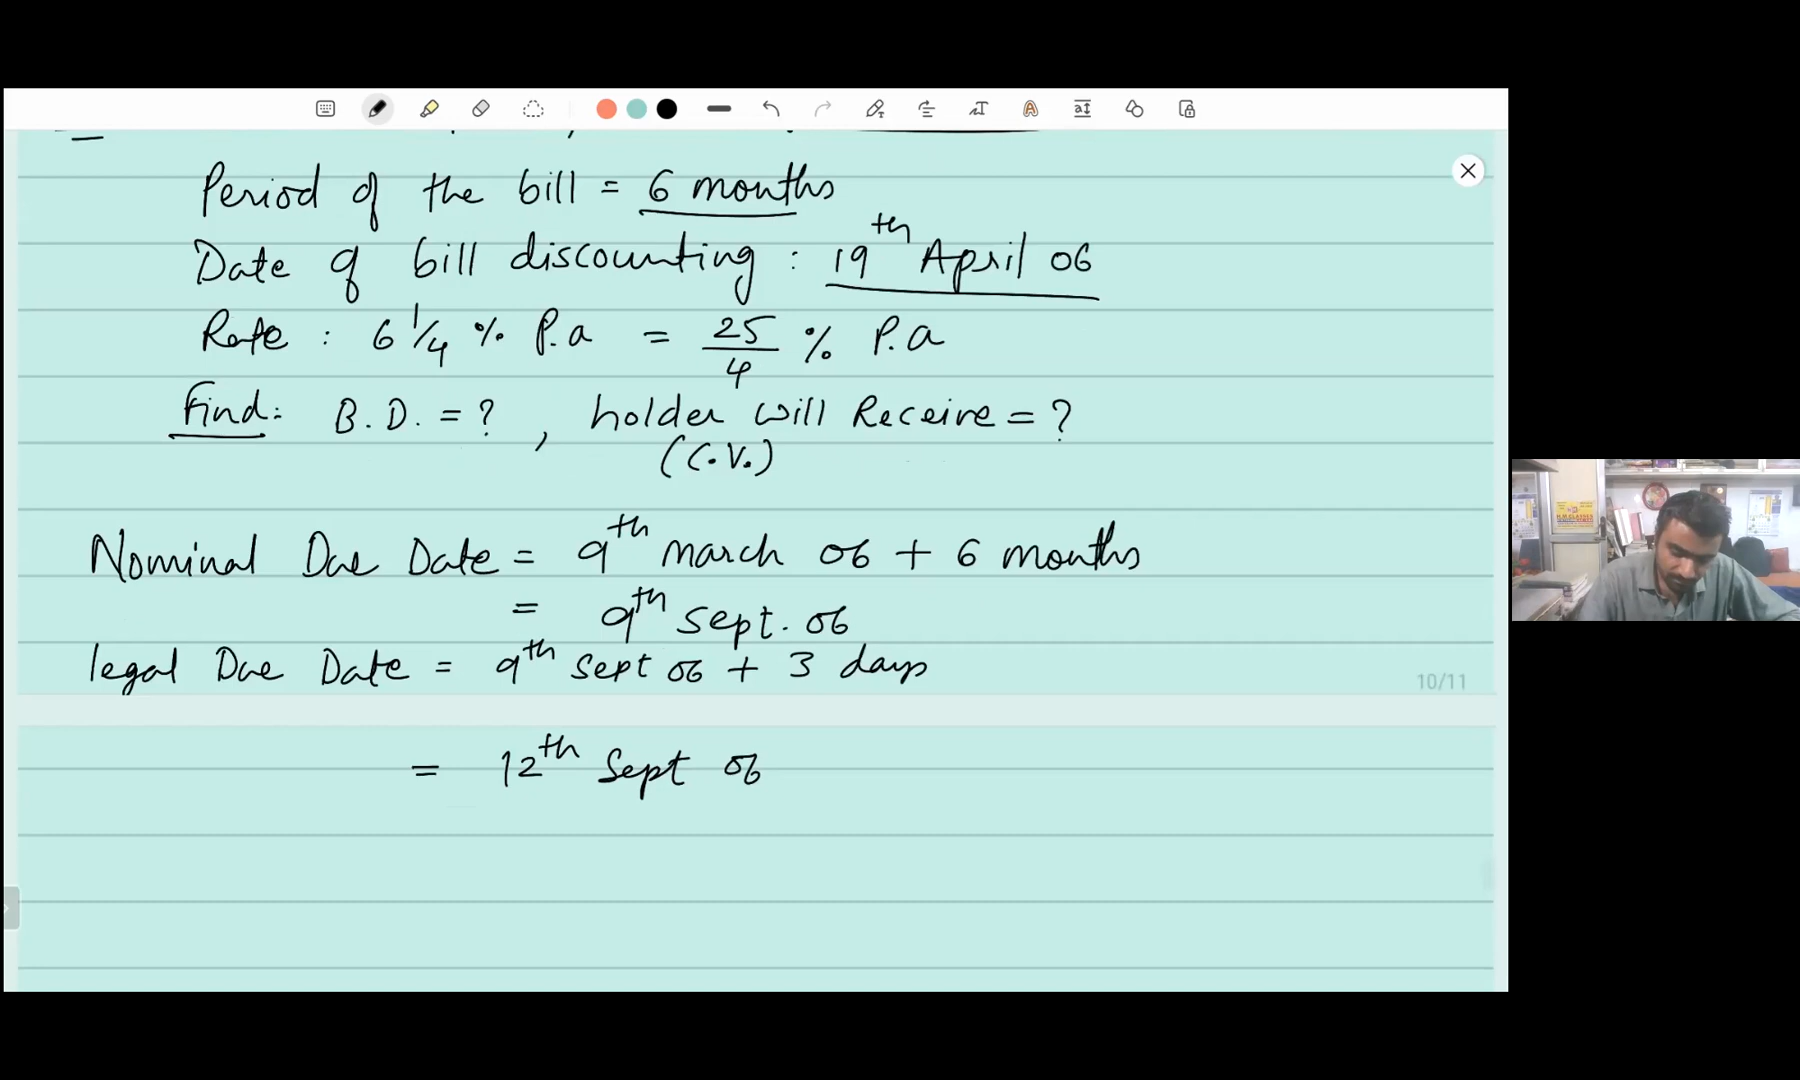 Period of the bill = 6 months
Date of bill discounting : 19th April 06
Rate : 6 1/4 % P.a = 25/4 % P.a
Find: B.D. = ? , holder will Receive = ?
(C.V.)
Nominal Due Date = 9th march 06 + 6 months
= 9th Sept. 06
legal Due Date = 9th Sept 06 + 3 days
10/11
= 12th Sept 06